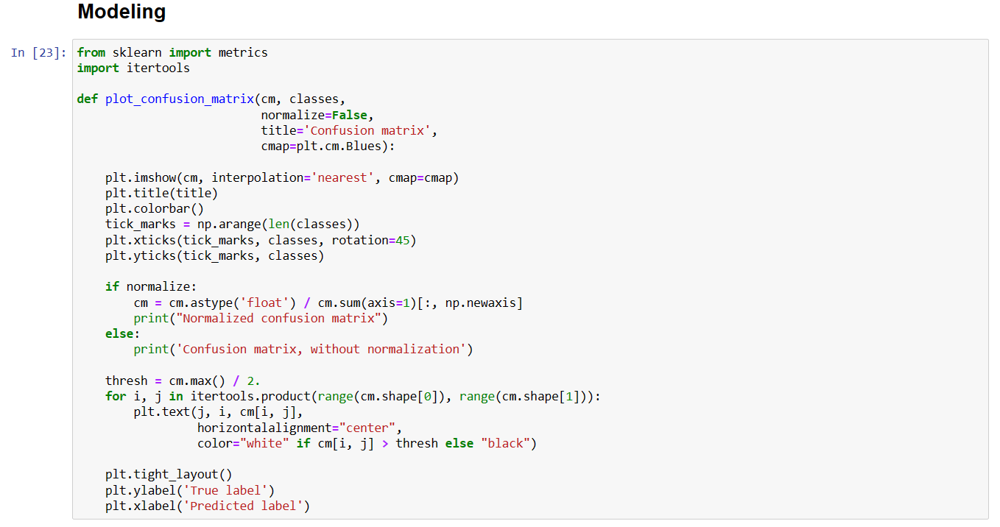 Modeling
In [23]: from sklearn import metrics
import itertools
def plot_confusion_matrix(cm, classes,
                          normalize=False,
                          title='Confusion matrix',
                          cmap=plt.cm.Blues):
    plt.imshow(cm, interpolation='nearest', cmap=cmap)
    plt.title(title)
    plt.colorbar()
    tick_marks = np.arange(len(classes))
    plt.xticks(tick_marks, classes, rotation=45)
    plt.yticks(tick_marks, classes)
    if normalize:
        cm = cm.astype('float') / cm.sum(axis=1)[:, np.newaxis]
        print("Normalized confusion matrix")
    else:
        print('Confusion matrix, without normalization')
    thresh = cm.max() / 2.
    for i, j in itertools.product(range(cm.shape[0]), range(cm.shape[1])):
        plt.text(j, i, cm[i, j],
                 horizontalalignment="center",
                 color="white" if cm[i, j] > thresh else "black")
    plt.tight_layout()
    plt.ylabel('True label')
    plt.xlabel('Predicted label')